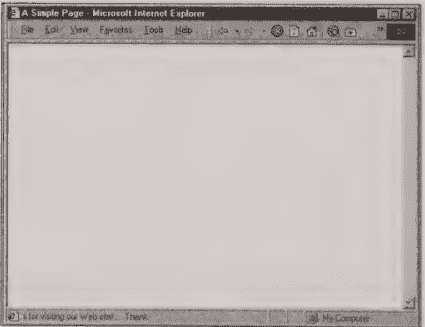 A Simple Page - Microsoft Internet Explorer
File Edit View Favorites Tools Help
s for visiting our Web site!... Thank
My Computer